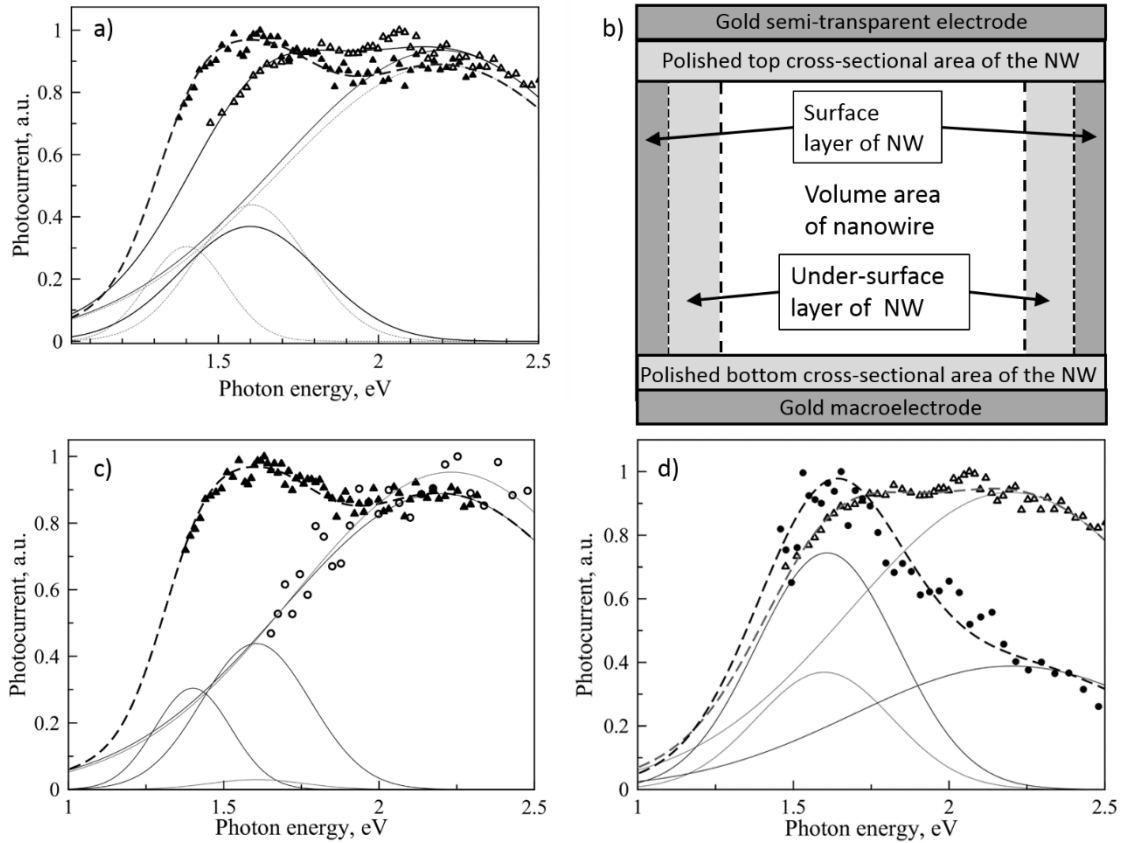 a)
Photocurrent, a.u.
1
0.8
0.6
0.4
0.2
0
1.5
2
2.5
Photon energy, eV
b)
Gold semi-transparent electrode
Polished top cross-sectional area of the NW
Surface
layer of NW
Volume area
of nanowire
Under-surface
layer of  NW
Polished bottom cross-sectional area of the NW
Gold macroelectrode
c)
Photocurrent, a.u.
1
0.8
0.6
0.4
0.2
0
1
1.5
2
2.5
Photon energy, eV
d)
Photocurrent, a.u.
1
0.8
0.6
0.4
0.2
0
1
1.5
2
2.5
Photon energy, eV